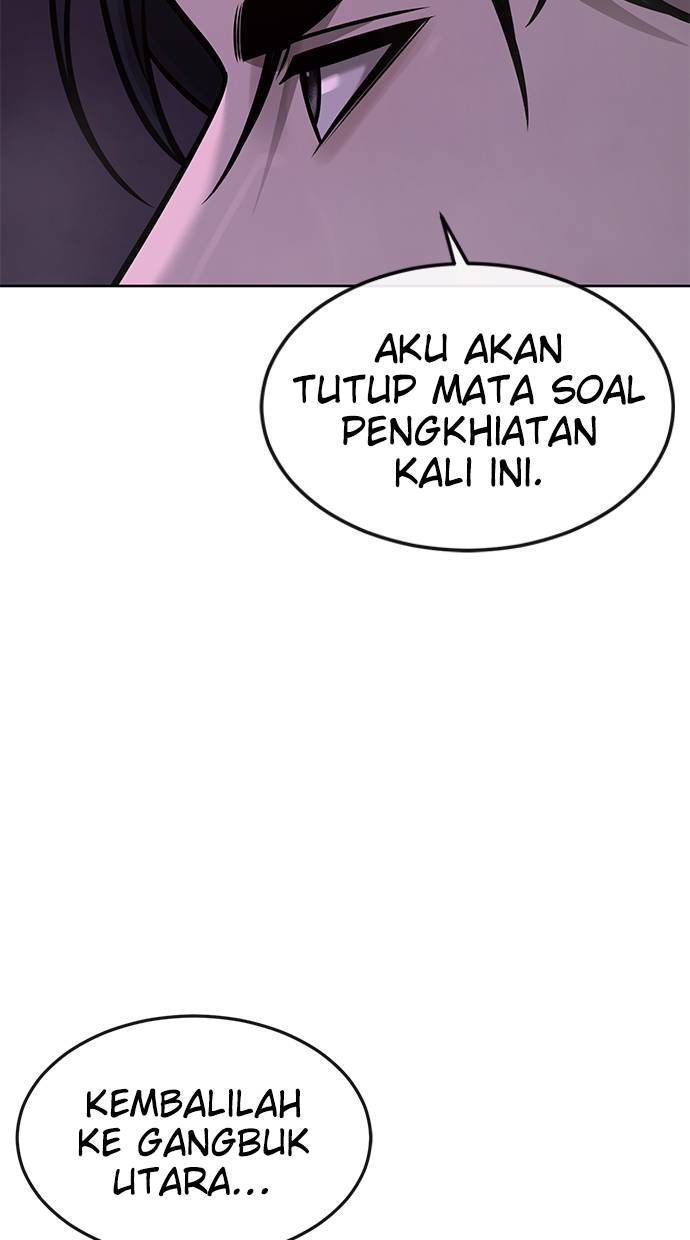 AKU AKAN
TUTUP MATA SOAL
PENGKHIATAN
KALI INI.
KEMBALILAH
KE GANGBUK
UTARA...